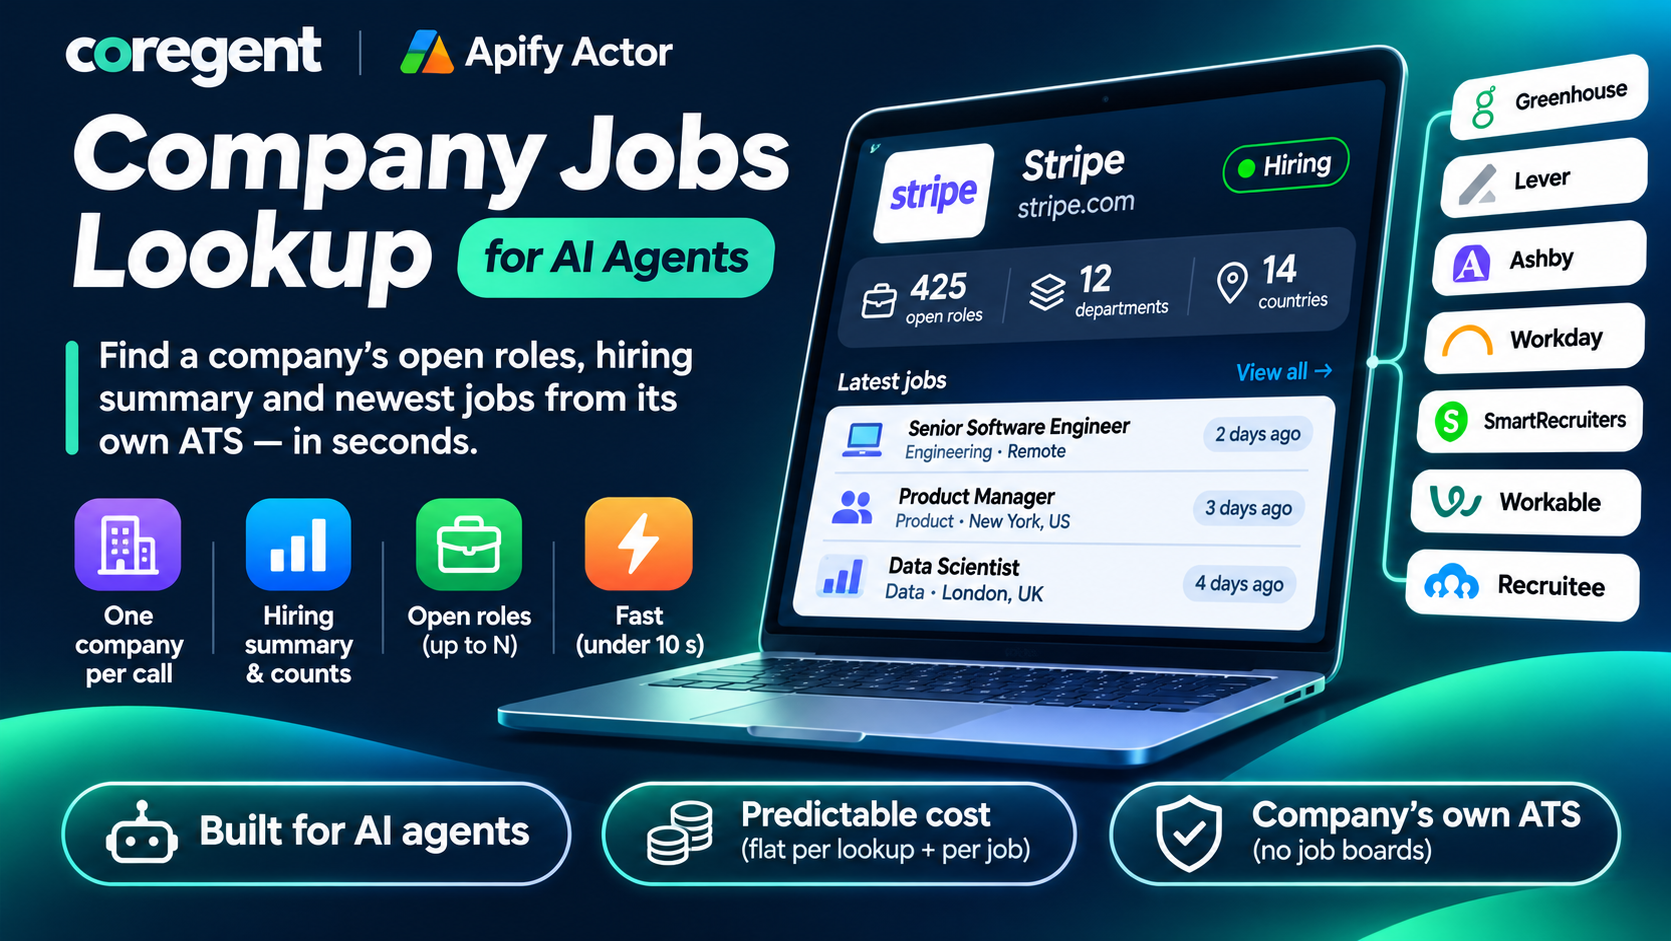 coregent
Apify Actor
Company Jobs
Lookup
for AI Agents
Find a company's open roles, hiring
summary and newest jobs from its
own ATS — in seconds.
One
company
per call
Hiring
summary
& counts
Open roles
(up to N)
Fast
(under 10 s)
stripe
Stripe
stripe.com
Hiring
425
open roles
12
departments
14
countries
Latest jobs
View all →
Senior Software Engineer
Engineering • Remote
2 days ago
Product Manager
Product • New York, US
3 days ago
Data Scientist
Data • London, UK
4 days ago
Greenhouse
Lever
A
Ashby
Workday
S
SmartRecruiters
Workable
Recruitee
Built for AI agents
Predictable cost
(flat per lookup + per job)
Company's own ATS
(no job boards)